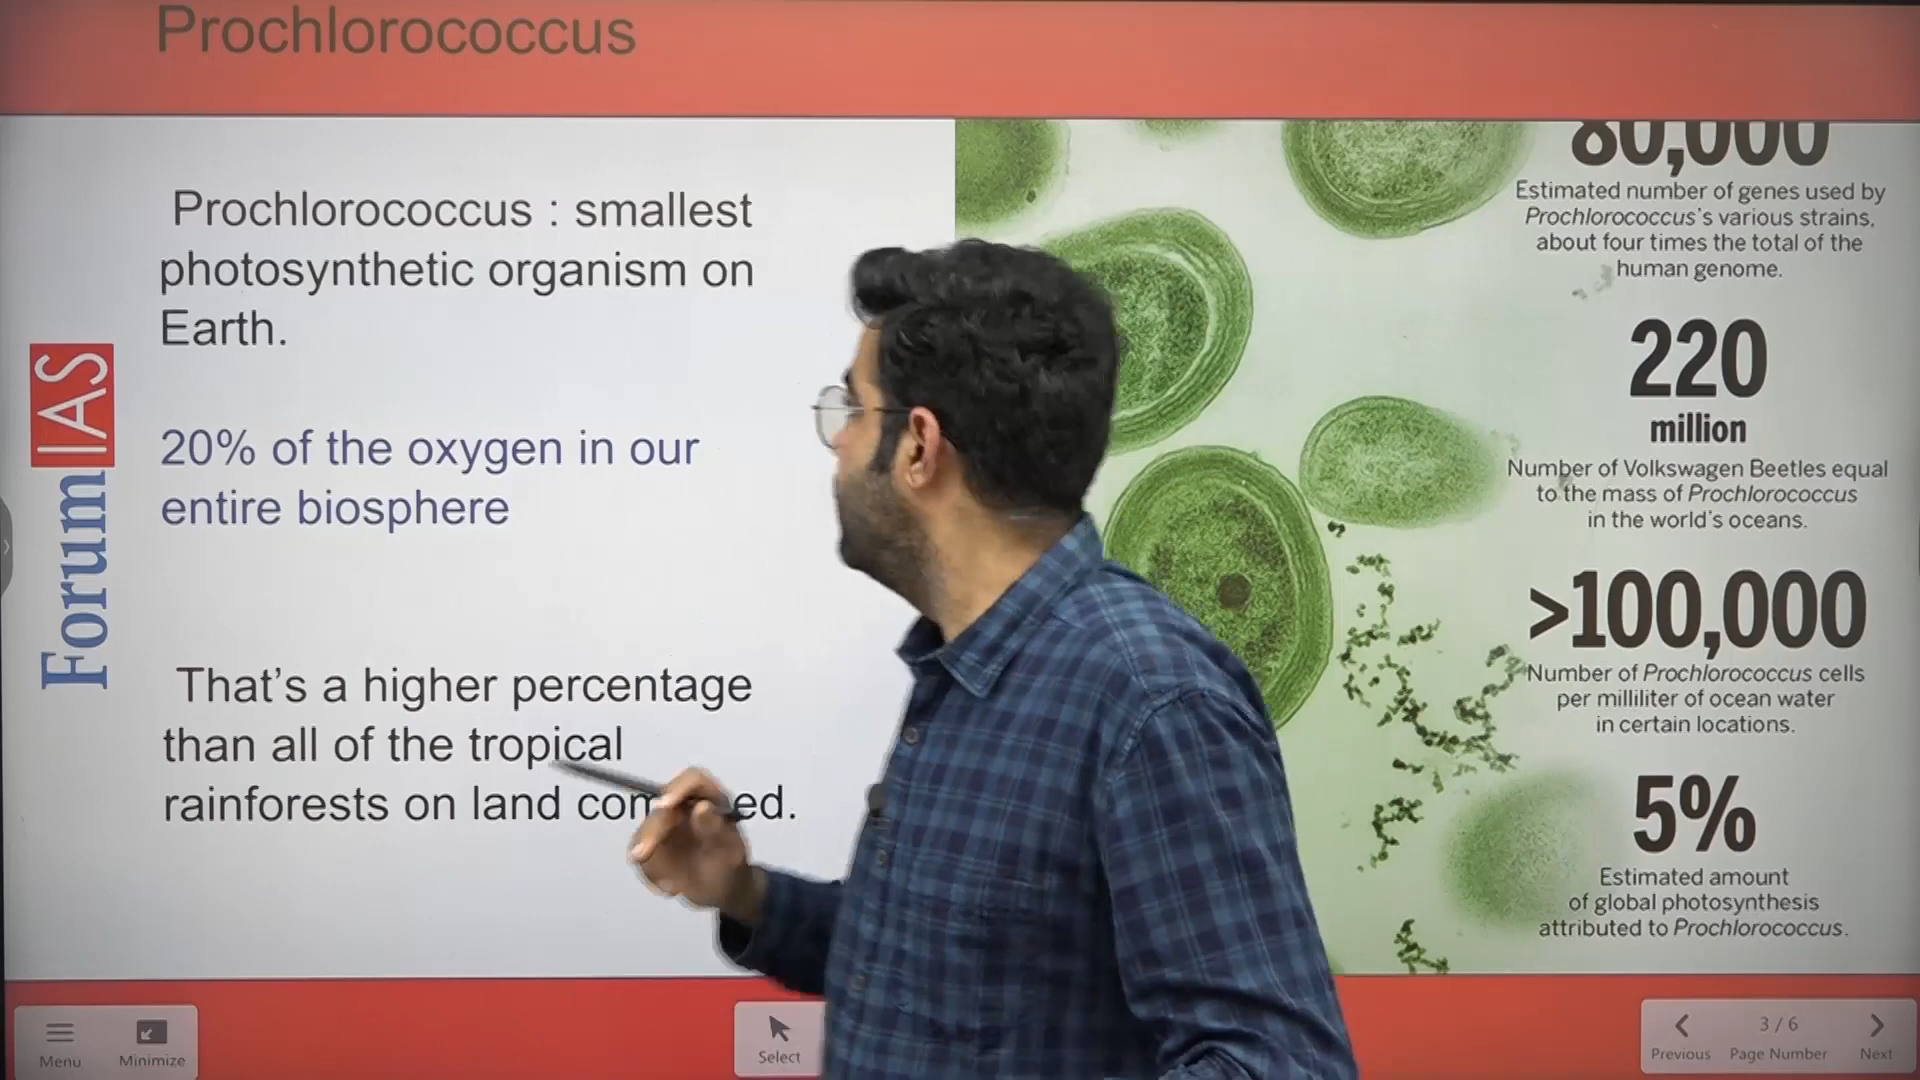 Prochlorococcus
Prochlorococcus : smallest
photosynthetic organism on
Earth.
20% of the oxygen in our
entire biosphere
That's a higher percentage
than all of the tropical
rainforests on land
ForumIAS
80,000
Estimated number of genes used by
Prochlorococcus's various strains,
about four times the total of the
human genome.
220
million
Number of Volkswagen Beetles equal
to the mass of Prochlorococcus
in the world's oceans.
>100,000
Number of Prochlorococcus cells
per milliliter of ocean water
in certain locations.
5%
Estimated amount
of global photosynthesis
attributed to Prochlorococcus.
Menu
Minimize
Select
3 / 6
Previous
Page Number
Next